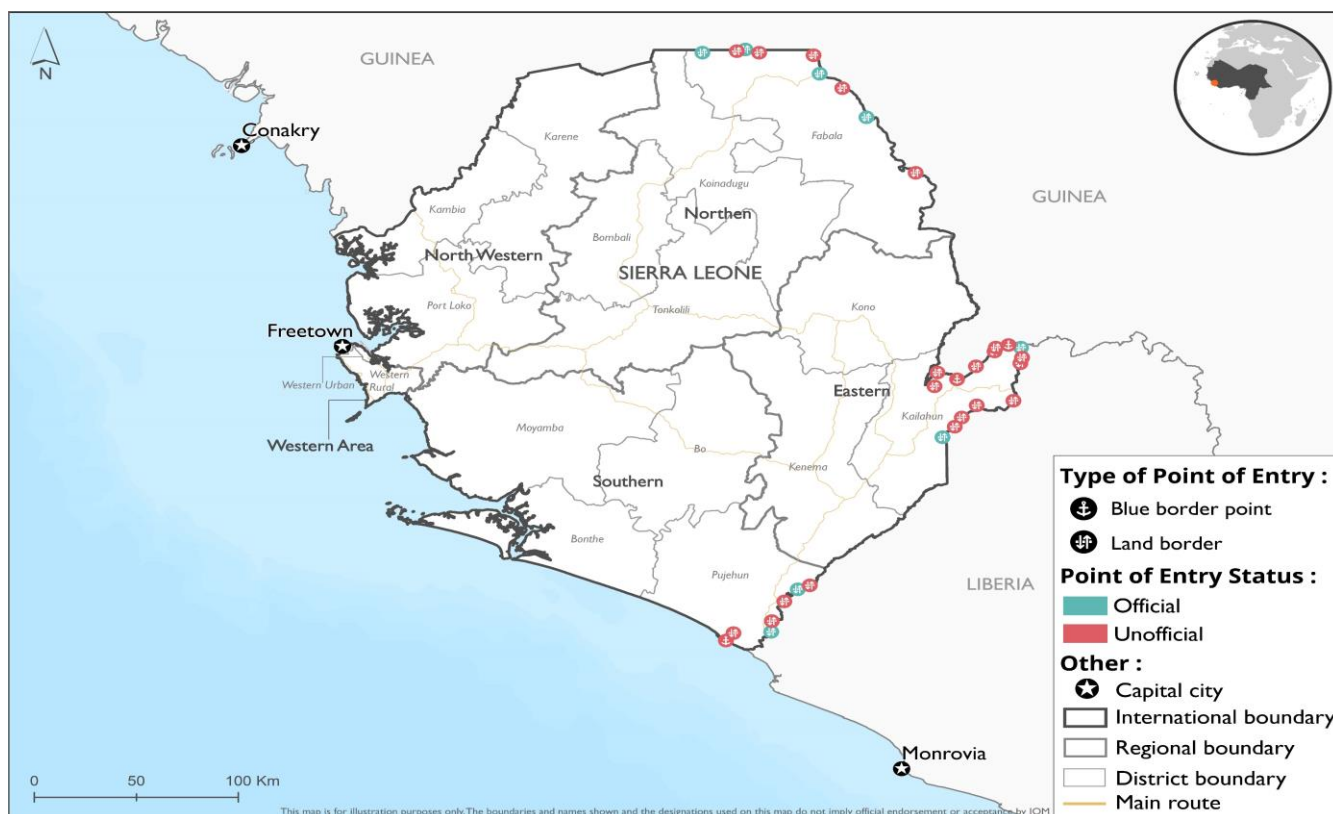 N
GUINEA
Conakry
Karene
Fabala
Koinadugu
GUINEA
Kambia
Northen
Bombali
North Western
SIERRA LEONE
Port Loko
Tonkolili
Kono
Freetown
Western Urban
Western
Rural
Eastern
Kailahun
Western Area
Moyamba
Bo
Kenema
Southern
Bonthe
Pujehun
LIBERIA
Monrovia
0 50 100 Km
Type of Point of Entry :
Blue border point
Land border
Point of Entry Status :
Official
Unofficial
Other :
Capital city
International boundary
Regional boundary
District boundary
Main route
This map is for illustration purposes only. The boundaries and names shown and the designations used on this map do not imply official endorsement or acceptance by IOM